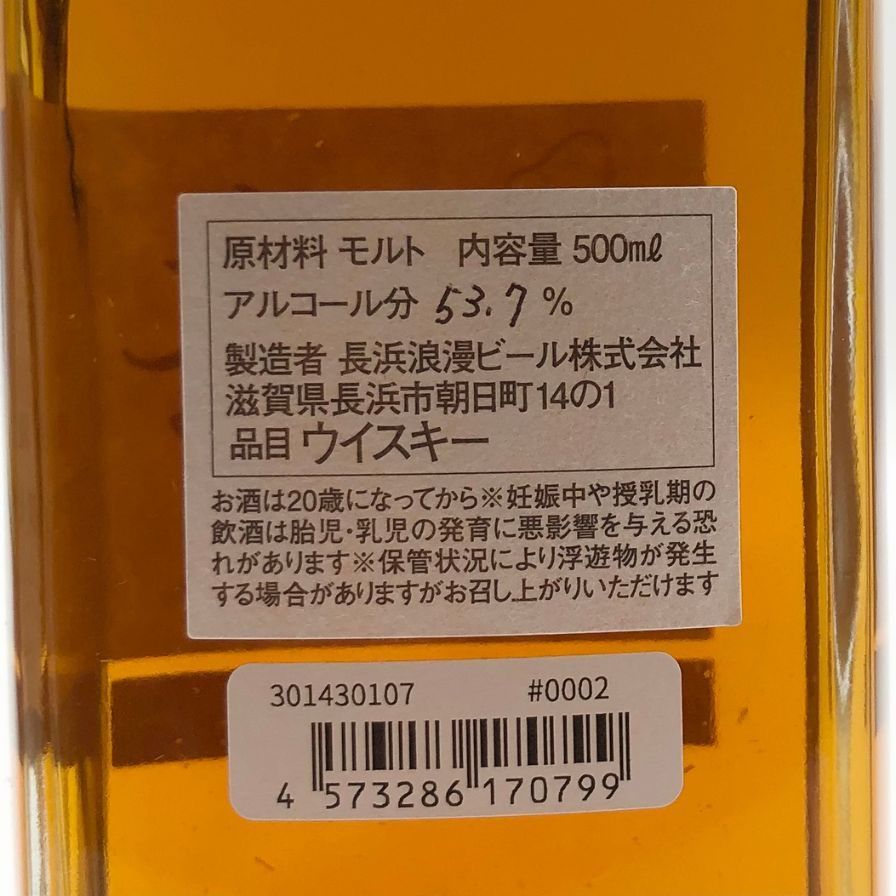 原材料 モルト 内容量 500㎖
アルコール分 53.7 %
製造者 長浜浪漫ビール株式会社
滋賀県長浜市朝日町14の1
品目 ウイスキー
お酒は20歳になってから※妊娠中や授乳期の
飲酒は胎児・乳児の発育に悪影響を与える恐
れがあります※保管状況により浮遊物が発生
する場合がありますがお召し上がりいただけます
301430107 #0002
4 573286 170799